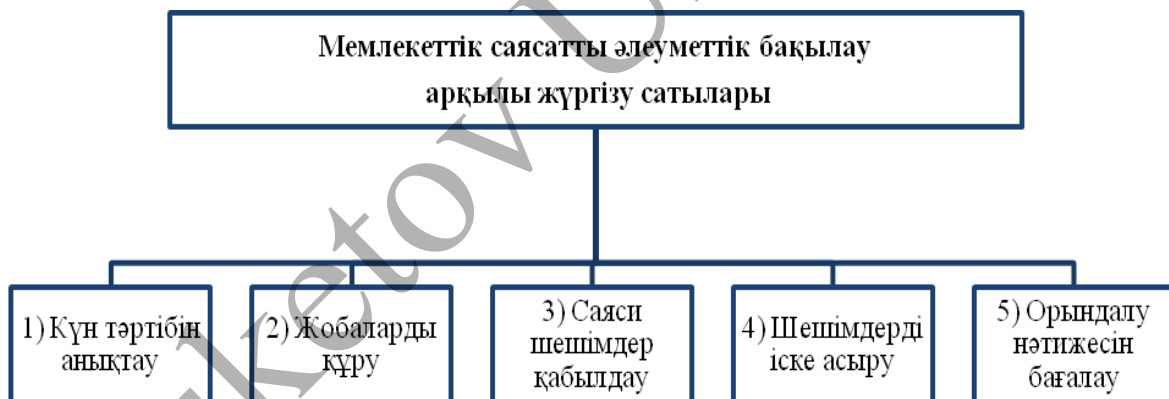 Мемлекеттік саясатты әлеуметтік бақылау
арқылы жүргізу сатылары
1) Күн тәртібін
анықтау
2) Жобаларды
құру
3) Саяси
шешімдер
қабылдау
4) Шешімдерді
іске асыру
5) Орындалу
нәтижесін
бағалау
ketov U